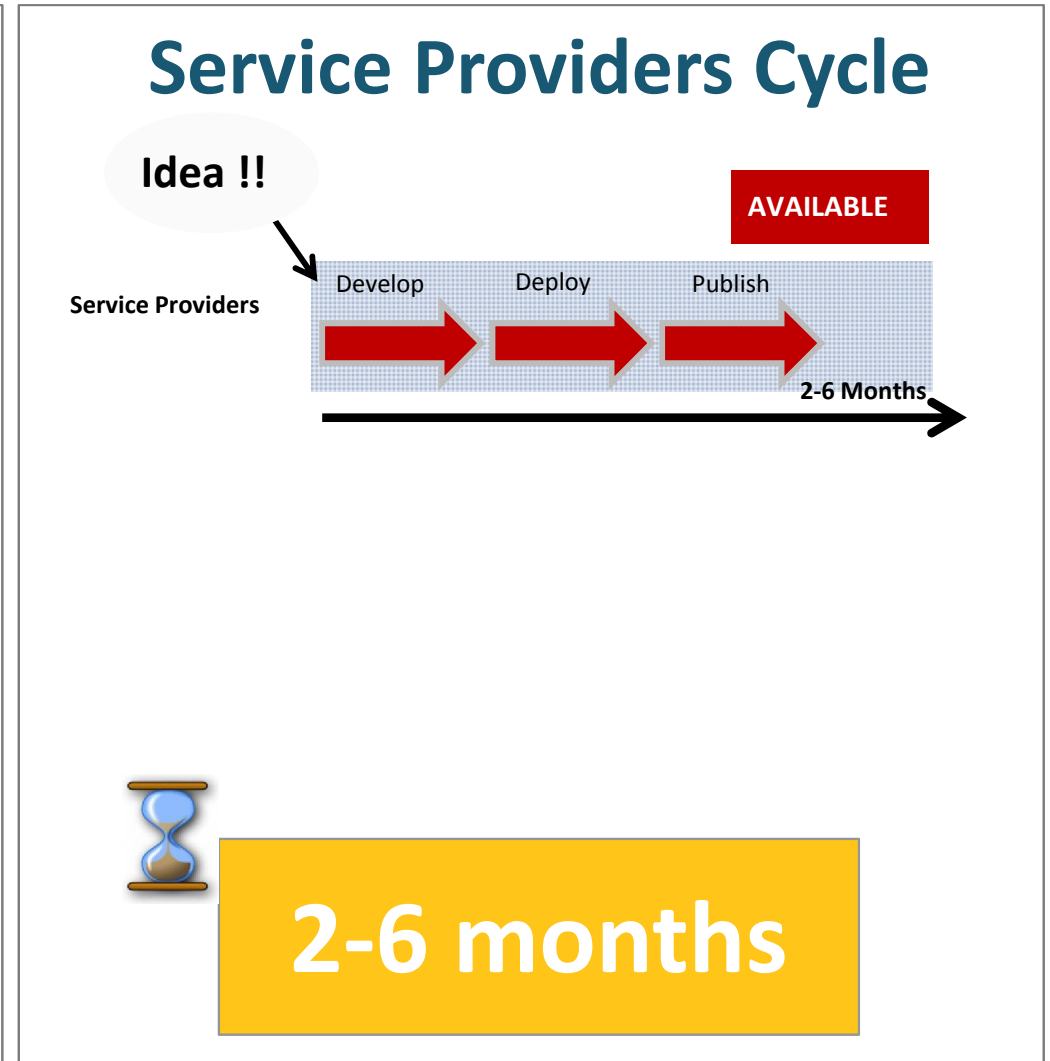 Service Providers Cycle
Idea !!
AVAILABLE
Develop
Deploy
Publish
Service Providers
2-6 Months
2-6 months